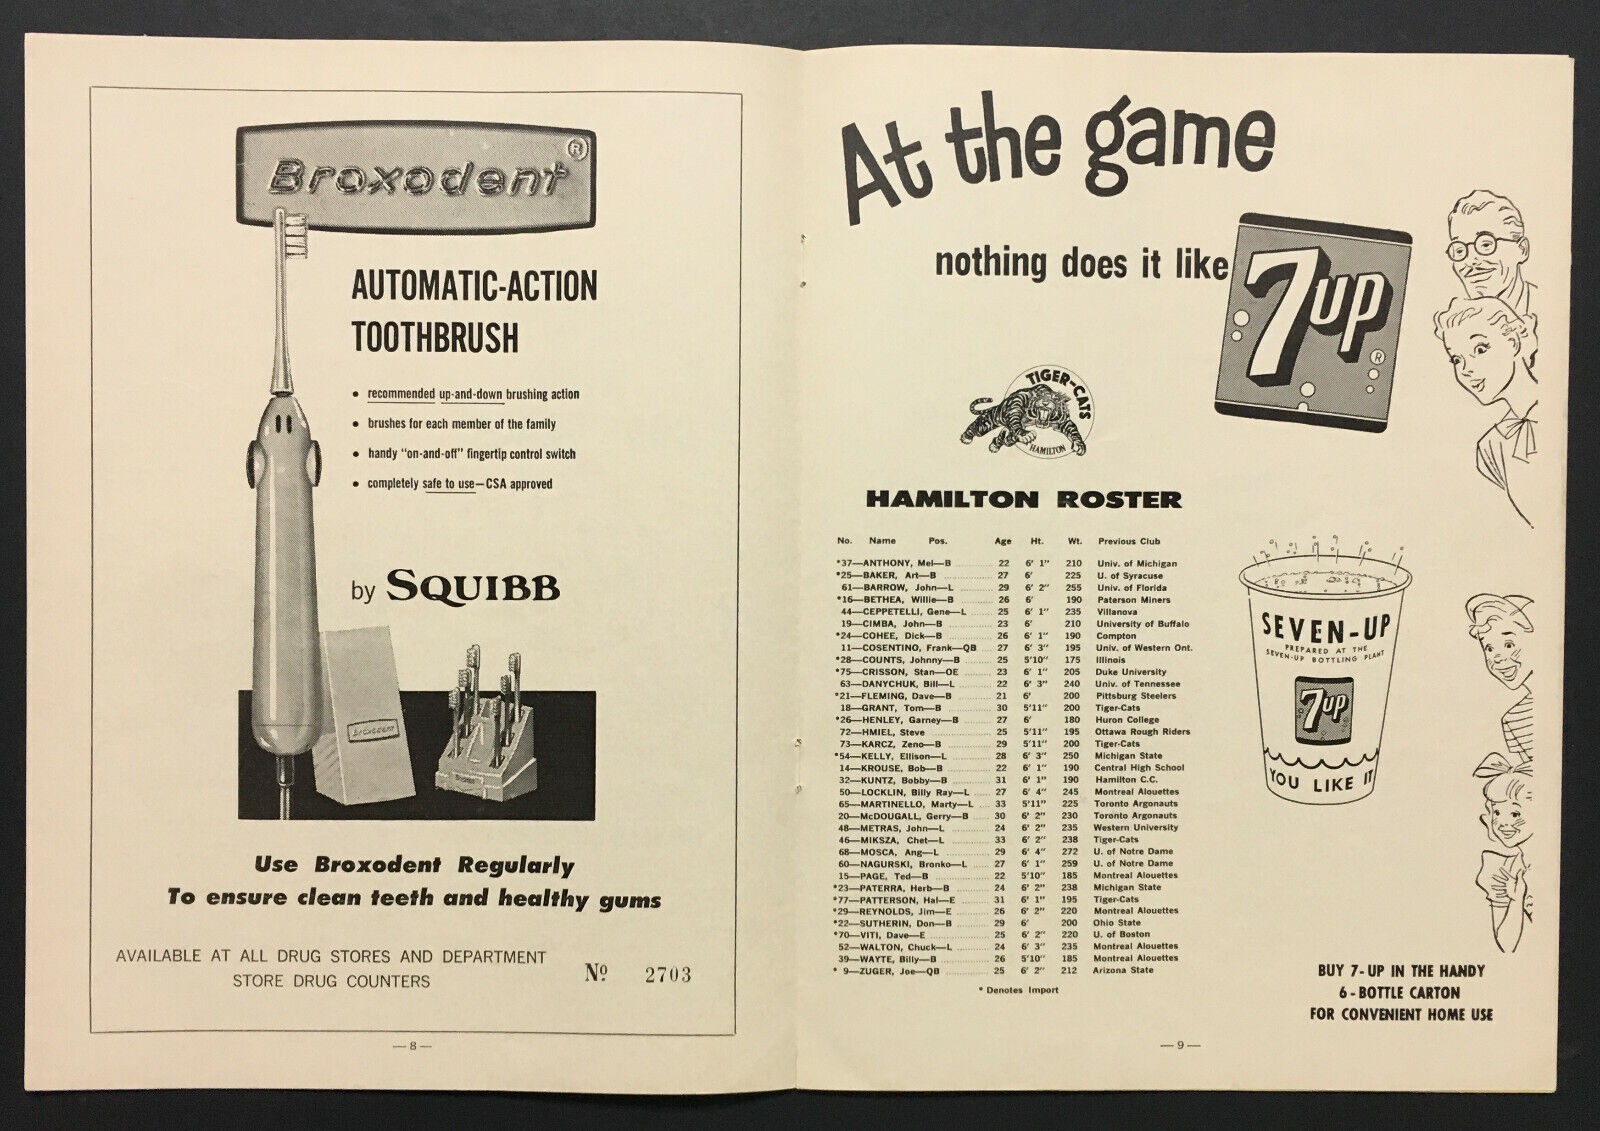 Broxodent ®
AUTOMATIC-ACTION
TOOTHBRUSH
• recommended up-and-down brushing action
• brushes for each member of the family
• handy "on-and-off" fingertip control switch
• completely safe to use—CSA approved
by SQUIBB
Broxodent
Use Broxodent Regularly
To ensure clean teeth and healthy gums
AVAILABLE AT ALL DRUG STORES AND DEPARTMENT
STORE DRUG COUNTERS
Nº 2703
— 8 —
At the game
nothing does it like
7up ®
TIGER-CATS
HAMILTON
HAMILTON ROSTER
No. Name Pos. Age Ht. Wt. Previous Club
*37—ANTHONY, Mel—B 22 6' 1" 210 Univ. of Michigan
*25—BAKER, Art—B 27 6' 225 U. of Syracuse
61—BARROW, John—L 29 6' 2" 255 Univ. of Florida
*16—BETHEA, Willie—B 26 6' 190 Paterson Miners
44—CEPPETELLI, Gene—L 25 6' 1" 235 Villanova
19—CIMBA, John—B 23 6' 210 University of Buffalo
*24—COHEE, Dick—B 26 6' 1" 190 Compton
11—COSENTINO, Frank—QB 27 6' 3" 195 Univ. of Western Ont.
*28—COUNTS, Johnny—B 25 5'10" 175 Illinois
*75—CRISSON, Stan—OE 23 6' 1" 205 Duke University
63—DANYCHUK, Bill—L 22 6' 3" 240 Univ. of Tennessee
*21—FLEMING, Dave—B 21 6' 200 Pittsburg Steelers
18—GRANT, Tom—B 30 5'11" 200 Tiger-Cats
*26—HENLEY, Garney—B 27 6' 180 Huron College
72—HMIEL, Steve 25 5'11" 195 Ottawa Rough Riders
73—KARCZ, Zeno—B 29 5'11" 200 Tiger-Cats
*54—KELLY, Ellison—L 28 6' 3" 250 Michigan State
14—KROUSE, Bob—B 22 6' 1" 190 Central High School
32—KUNTZ, Bobby—B 31 6' 1" 190 Hamilton C.C.
50—LOCKLIN, Billy Ray—L 27 6' 4" 245 Montreal Alouettes
65—MARTINELLO, Marty—L 33 5'11" 225 Toronto Argonauts
20—McDOUGALL, Gerry—B 30 6' 2" 230 Toronto Argonauts
48—METRAS, John—L 24 6' 2" 235 Western University
46—MIKSZA, Chet—L 33 6' 2" 238 Tiger-Cats
68—MOSCA, Ang—L 29 6' 4" 272 U. of Notre Dame
60—NAGURSKI, Bronko—L 27 6' 1" 259 U. of Notre Dame
15—PAGE, Ted—B 22 5'10" 185 Montreal Alouettes
*23—PATERRA, Herb—B 24 6' 2" 238 Michigan State
*77—PATTERSON, Hal—E 31 6' 1" 195 Tiger-Cats
*29—REYNOLDS, Jim—E 26 6' 2" 220 Montreal Alouettes
*22—SUTHERIN, Don—B 29 6' 200 Ohio State
*70—VITI, Dave—E 25 6' 2" 220 U. of Boston
52—WALTON, Chuck—L 24 6' 3" 235 Montreal Alouettes
39—WAYTE, Billy—B 26 5'10" 185 Montreal Alouettes
* 9—ZUGER, Joe—QB 25 6' 2" 212 Arizona State
* Denotes Import
SEVEN-UP
PREPARED AT THE
SEVEN-UP BOTTLING PLANT
7up
YOU LIKE IT
BUY 7-UP IN THE HANDY
6-BOTTLE CARTON
FOR CONVENIENT HOME USE
— 9 —